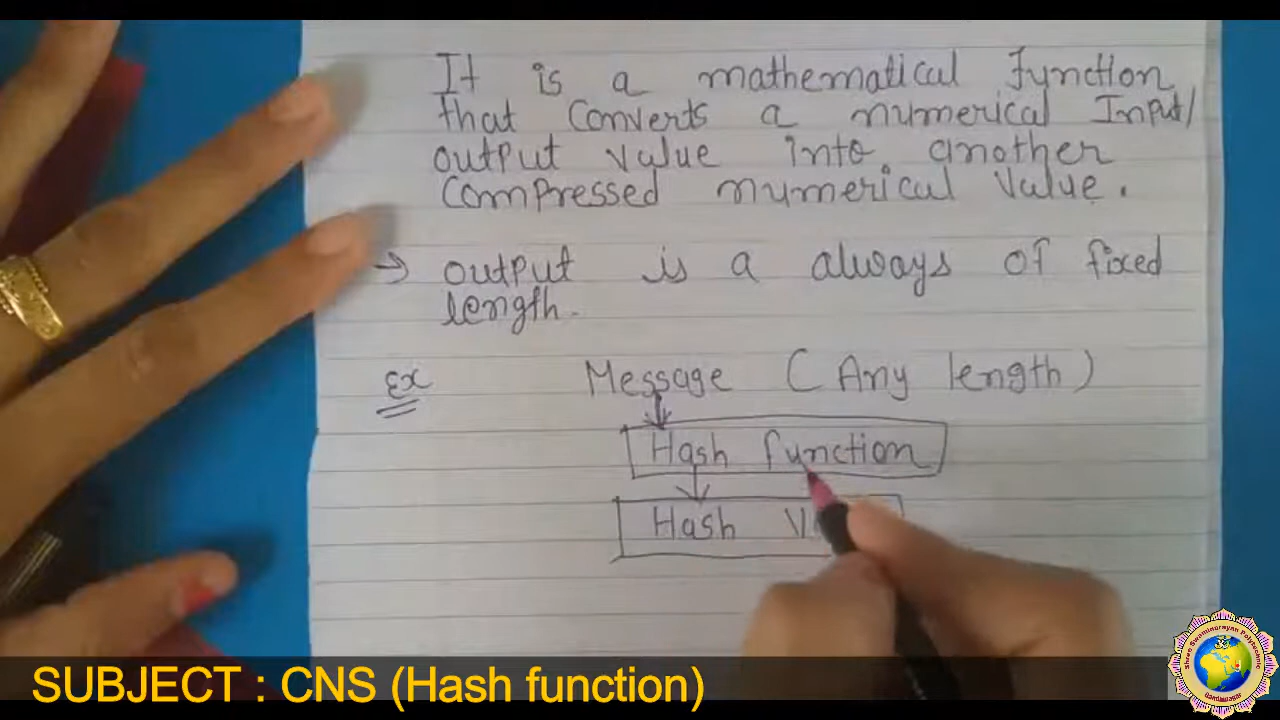 It is a mathematical function
that converts a numerical Input/
output value into another
compressed numerical value.
→ output is a always of fixed
length.
Ex
Message (Any length)
Hash function
Hash
SUBJECT : CNS (Hash function)